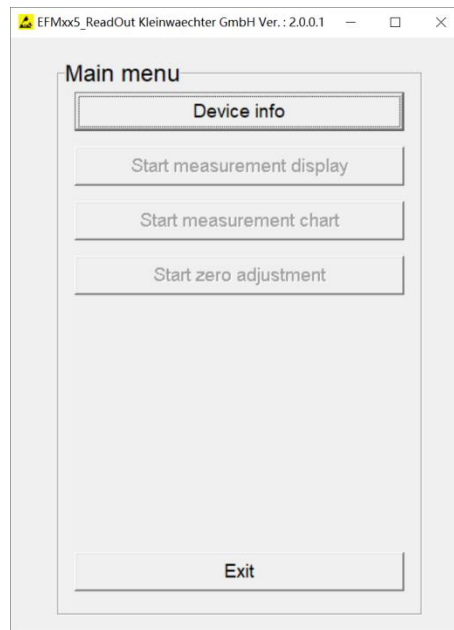 EFMxx5_ReadOut Kleinwaechter GmbH Ver. : 2.0.0.1
Main menu
Device info
Start measurement display
Start measurement chart
Start zero adjustment
Exit